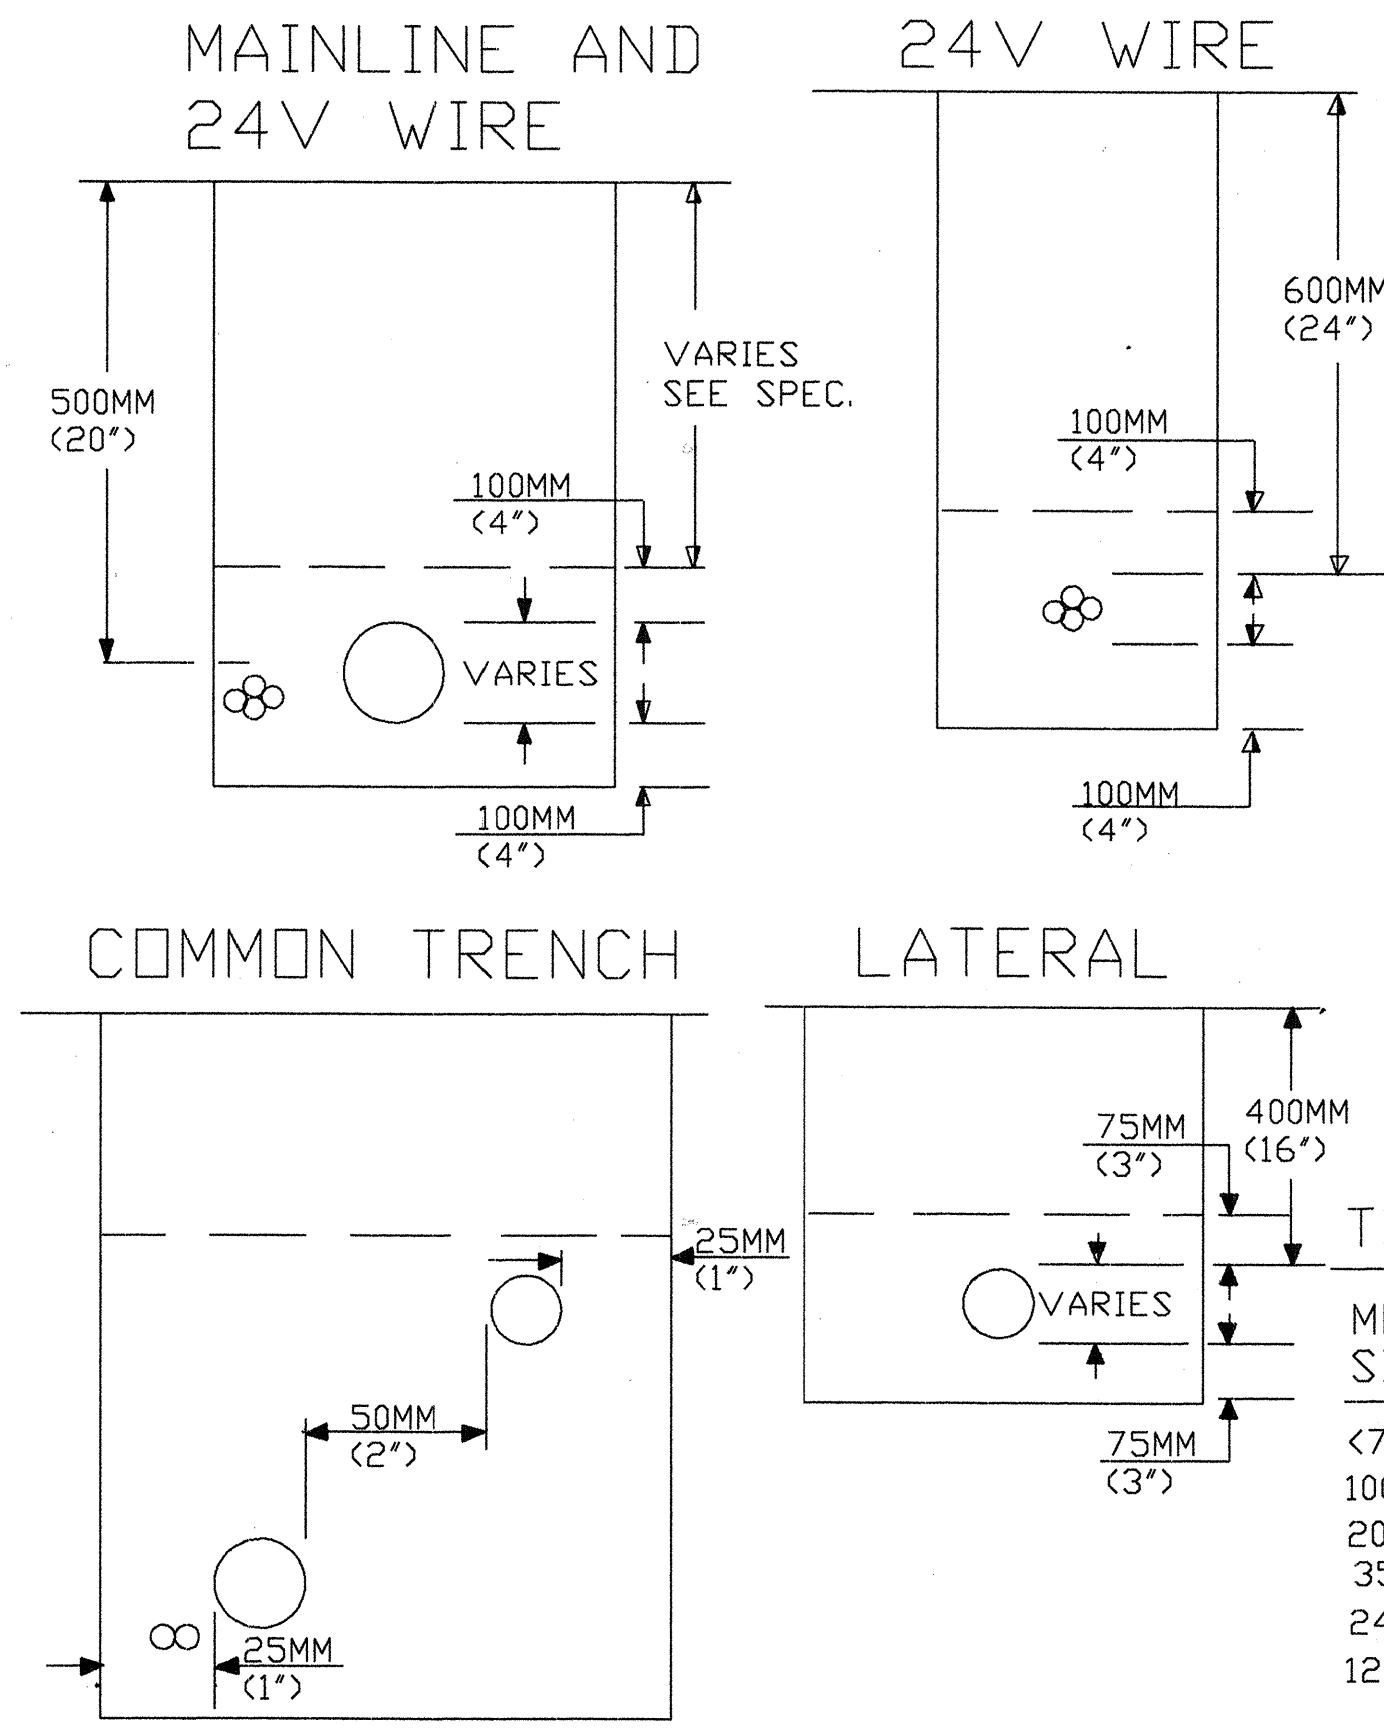 MAINLINE AND
24V WIRE
500MM
(20")
VARIES
SEE SPEC.
100MM
(4")
VARIES
100MM
(4")
24V WIRE
600MM
(24")
100MM
(4")
100MM
(4")
COMMON TRENCH
25MM
(1")
50MM
(2")
25MM
(1")
LATERAL
400MM
(16")
75MM
(3")
VARIES
75MM
(3")